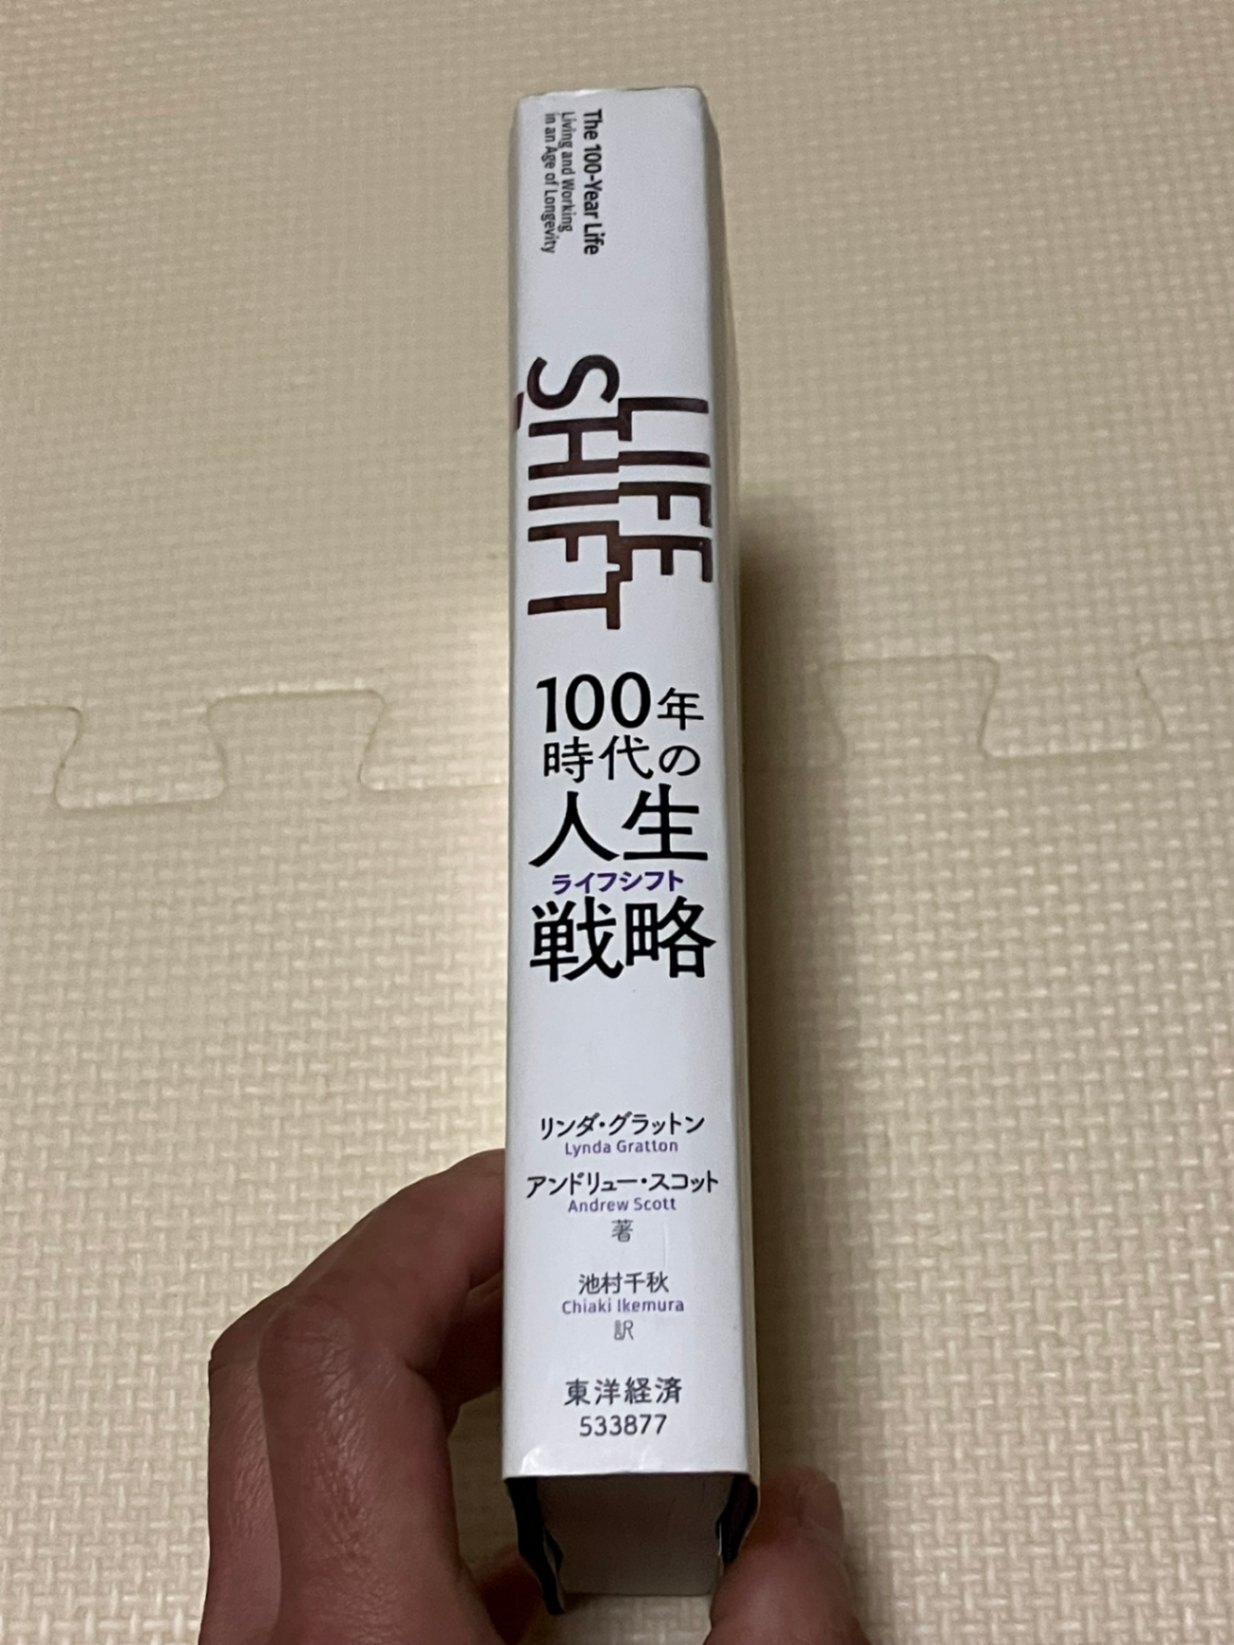 The 100-Year Life
Living and Working
in an Age of Longevity
LIFE
SHIFT
100年
時代の
人生
ライフシフト
戦略
リンダ・グラットン
Lynda Gratton
アンドリュー・スコット
Andrew Scott
著
池村千秋
Chiaki Ikemura
訳
東洋経済
533877